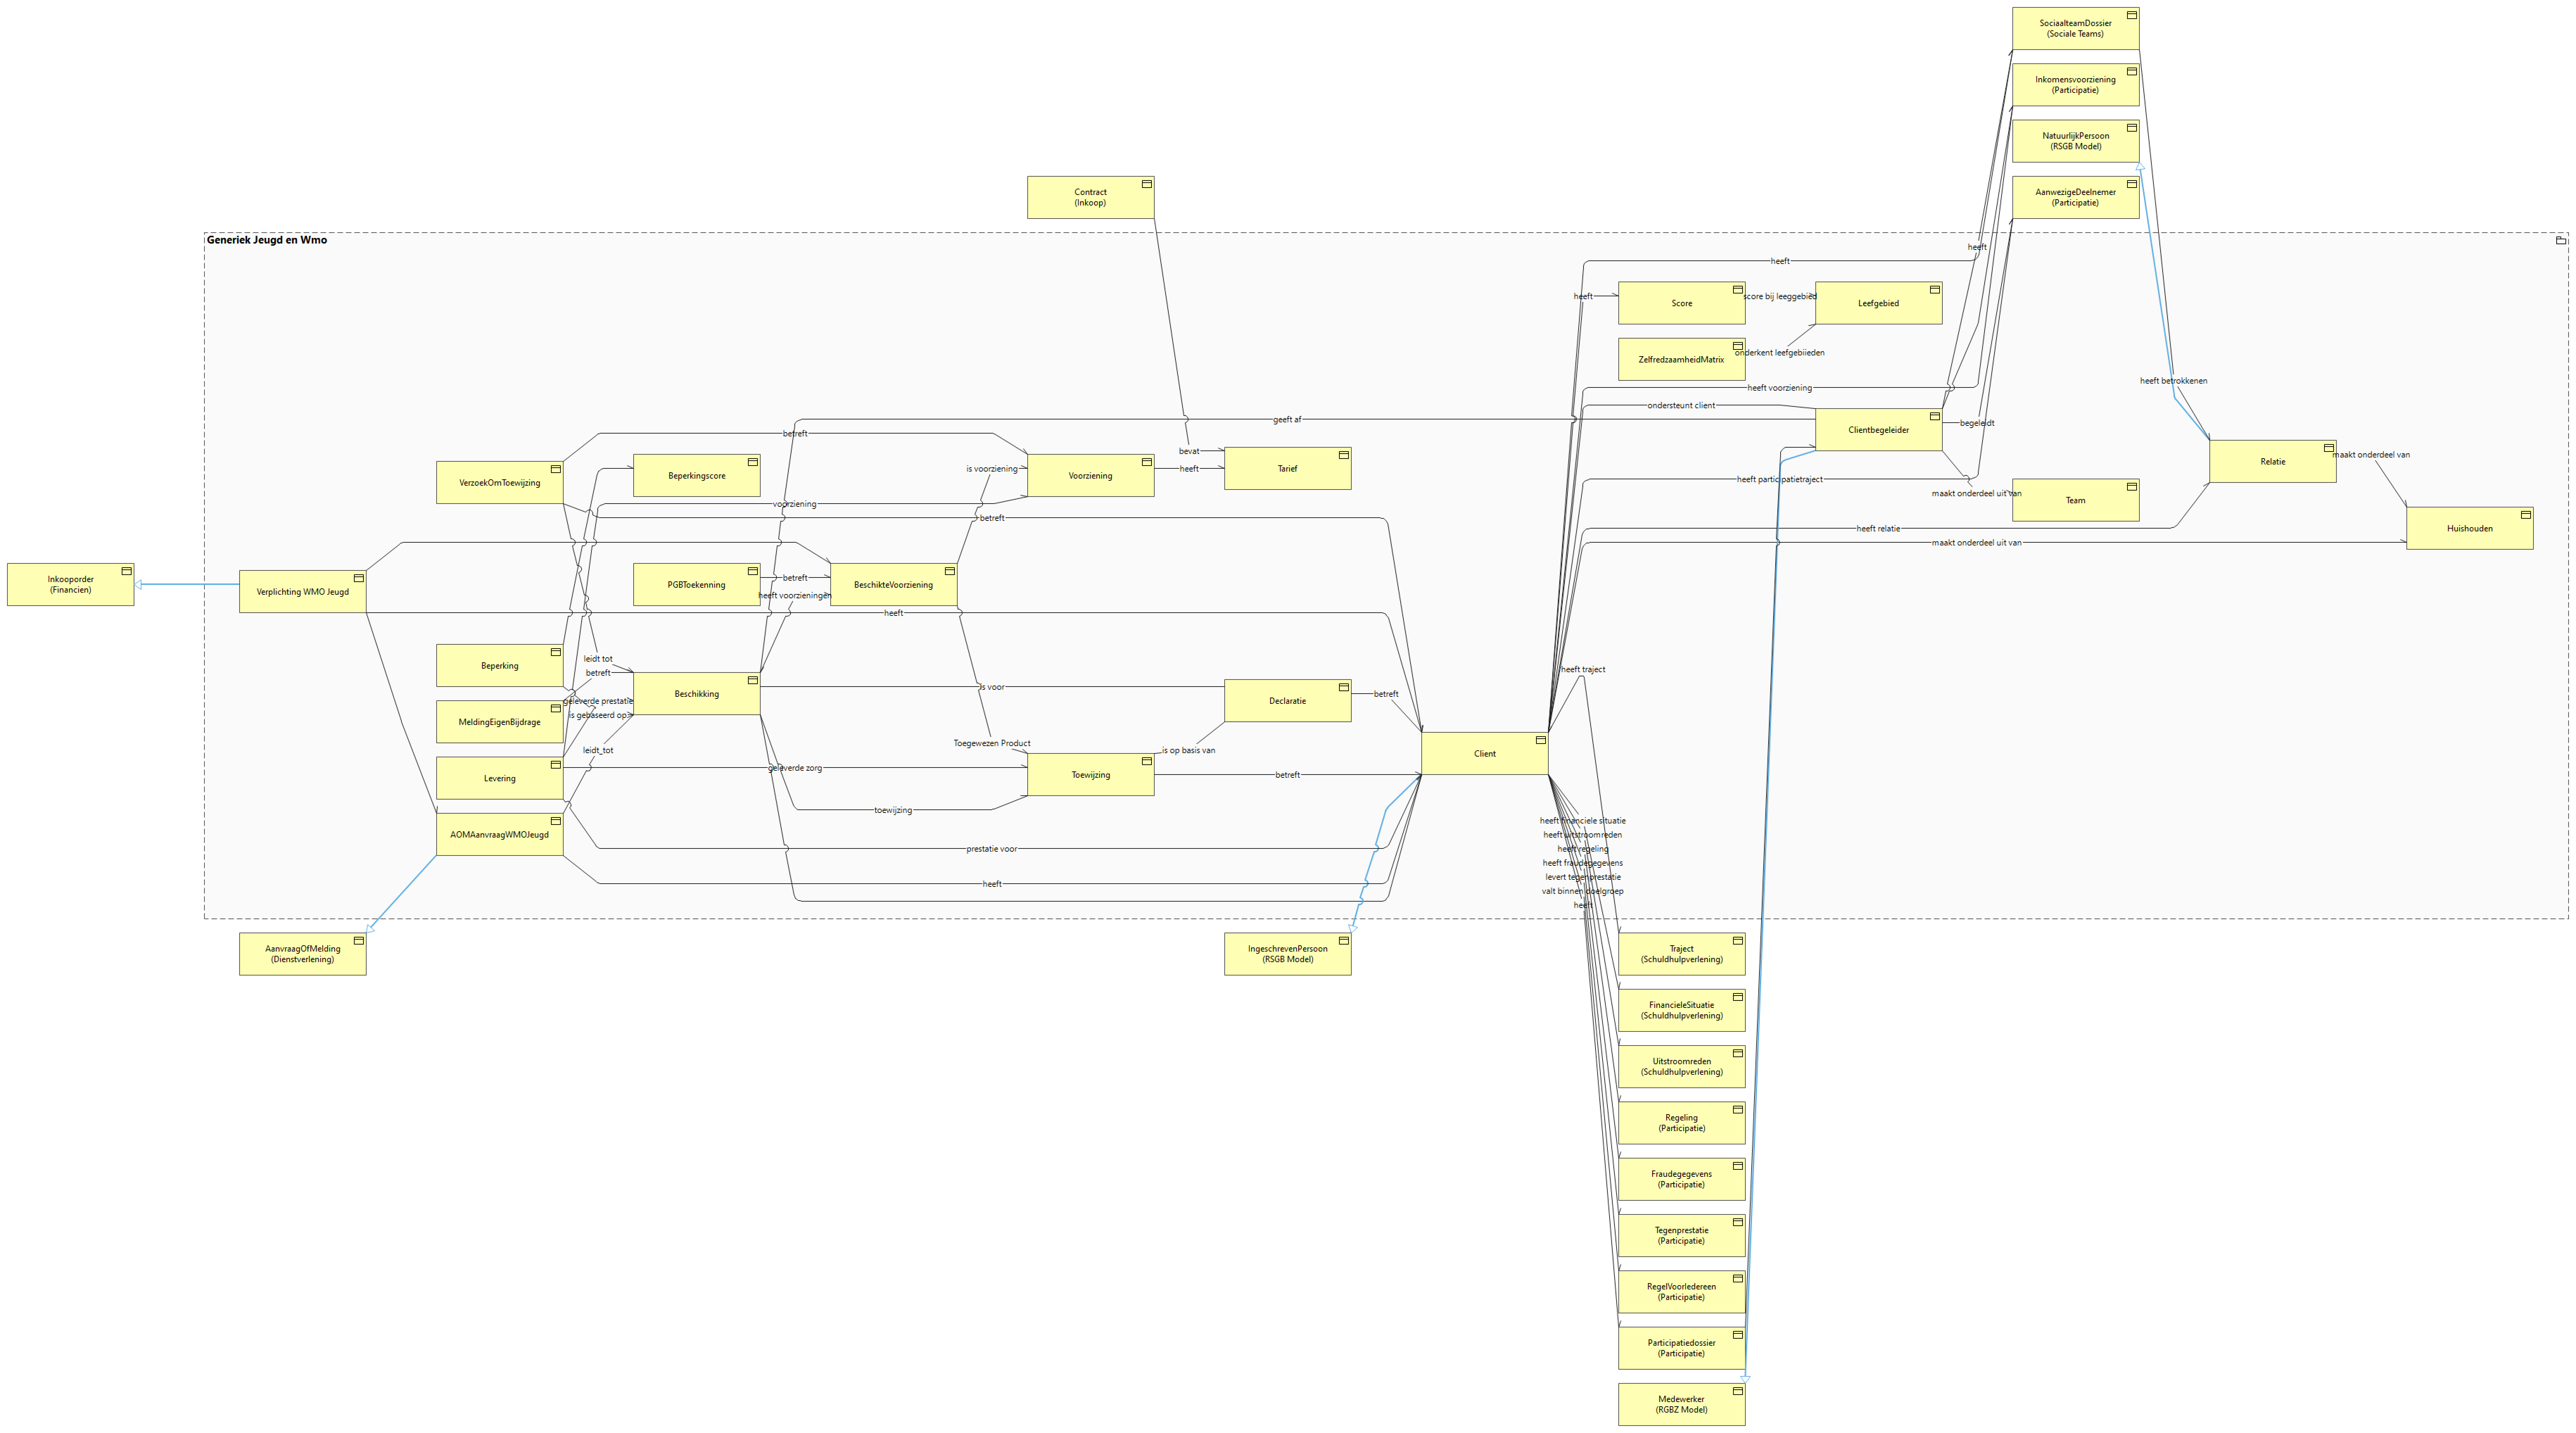 SociaalteamDossier
(Sociale Teams)
Inkomensvoorziening
(Participatie)
NatuurlijkPersoon
(RSGB Model)
Contract
(Inkoop)
AanwezigeDeelnemer
(Participatie)
Generiek Jeugd en Wmo
heeft
heeft
heeft
Score
score bij leeggebied
Leefgebied
onderkent leefgebieden
ZelfredzaamheidMatrix
heeft betrokkenen
heeft voorziening
ondersteunt client
geeft af
begeleidt
Clientbegeleider
betreft
bevat
maakt onderdeel van
Relatie
is voorziening
Voorziening
heeft
Tarief
VerzoekOmToewijzing
Beperkingscore
heeft participatietraject
maakt onderdeel uit van
Team
voorziening
betreft
heeft relatie
Huishouden
maakt onderdeel uit van
Inkooporder
(Financien)
Verplichting WMO Jeugd
PGBToekenning
betreft
BeschikteVoorziening
heeft voorzieningen
heeft
leidt tot
Beperking
betreft
heeft traject
is voor
Beschikking
Declaratie
betreft
geleverde prestatie
is gebaseerd op
MeldingEigenBijdrage
Toegewezen Product
leidt_tot
is op basis van
Client
Levering
geleverde zorg
Toewijzing
betreft
toewijzing
heeft financiele situatie
AOMAanvraagWMOJeugd
heeft uitstroomreden
prestatie voor
heeft regeling
heeft fraudegegevens
levert tegenprestatie
heeft
valt binnen doelgroep
heeft
AanvraagOfMelding
(Dienstverlening)
IngeschrevenPersoon
(RSGB Model)
Traject
(Schuldhulpverlening)
FinancieleSituatie
(Schuldhulpverlening)
Uitstroomreden
(Schuldhulpverlening)
Regeling
(Participatie)
Fraudegegevens
(Participatie)
Tegenprestatie
(Participatie)
RegelVoorIedereen
(Participatie)
Participatiedossier
(Participatie)
Medewerker
(RGBZ Model)